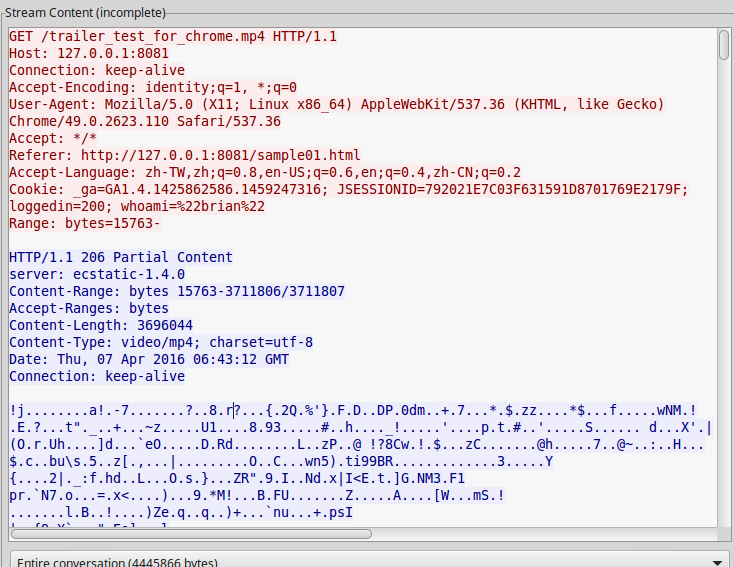 Stream Content (incomplete)
GET /trailer_test_for_chrome.mp4 HTTP/1.1
Host: 127.0.0.1:8081
Connection: keep-alive
Accept-Encoding: identity;q=1, *;q=0
User-Agent: Mozilla/5.0 (X11; Linux x86_64) AppleWebKit/537.36 (KHTML, like Gecko)
Chrome/49.0.2623.110 Safari/537.36
Accept: */*
Referer: http://127.0.0.1:8081/sample01.html
Accept-Language: zh-TW,zh;q=0.8,en-US;q=0.6,en;q=0.4,zh-CN;q=0.2
Cookie: _ga=GA1.4.1425862586.1459247316; JSESSIONID=792021E7C03F631591D8701769E2179F;
loggedin=200; whoami=%22brian%22
Range: bytes=15763-
HTTP/1.1 206 Partial Content
server: ecstatic-1.4.0
Content-Range: bytes 15763-3711806/3711807
Accept-Ranges: bytes
Content-Length: 3696044
Content-Type: video/mp4; charset=utf-8
Date: Thu, 07 Apr 2016 06:43:12 GMT
Connection: keep-alive
!j........a!.-7.......?..8.r?...{.2Q.%'}.F.D..DP.0dm..+.7...*.$.zz....*$...f.....wNM.!
.E.?...t"._..+...~z.....U1....8.93.....#..h...._!.....'....p.t.#..'.....S...... d...X'.|
(O.r.Uh...]d...`eO.....D.Rd........L..zP..@ !?8Cw.!.$...zC.......@h.....7..@~..:..H...
$.c..bu\s.5..z[.,...|.........O..C...wn5).ti99BR.............3.....Y
{....2|._:f.hd..L...O.s.}...ZR".9.I..Nd.x|I<E.t.]G.NM3.F1
pr.`N7.o...=.x<....)...9.*M!...B.FU.......Z.....A....[W...mS.!
.......l.B..!....)Ze.q..q..)+...`nu...+.psI
Entire conversation (4445866 bytes)